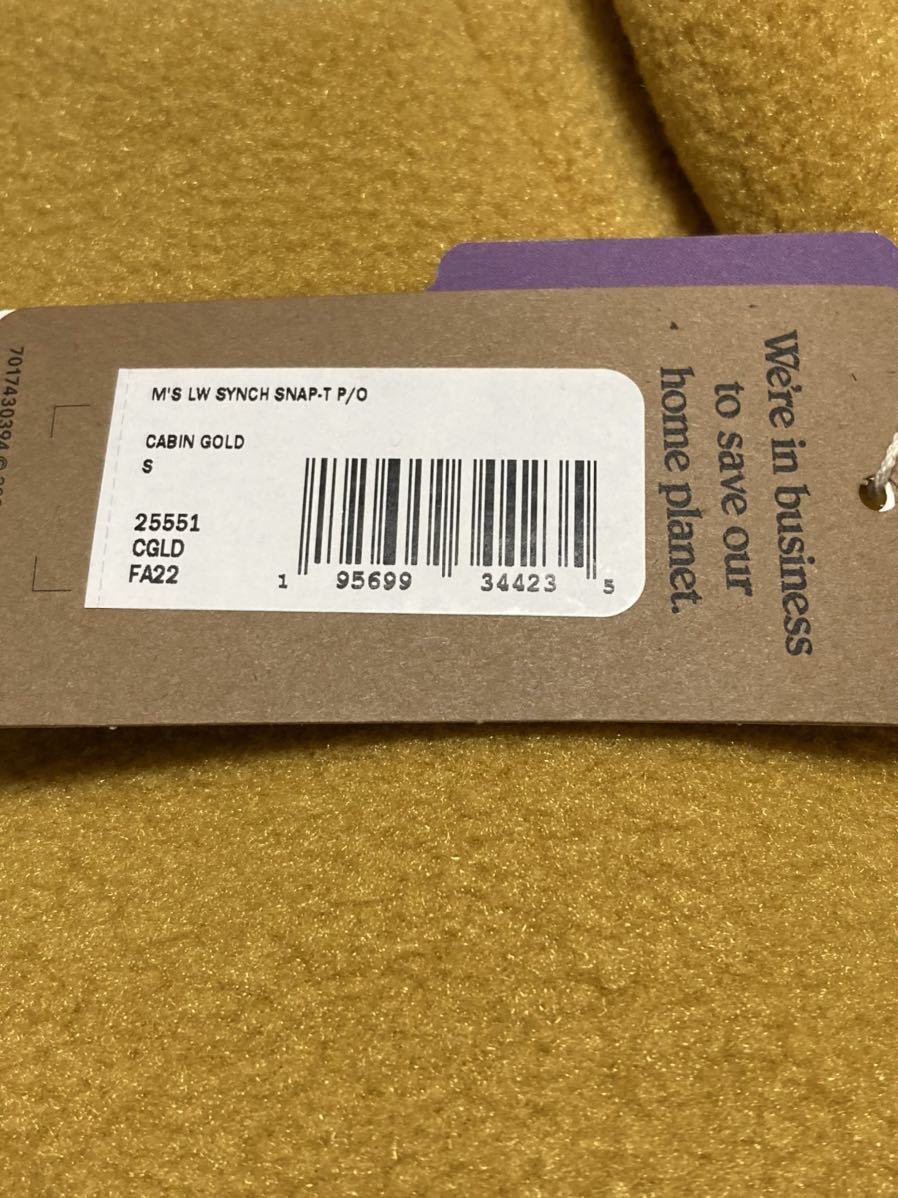 M'S LW SYNCH SNAP-T P/O
CABIN GOLD
S
25551
CGLD
FA22
1 95699 34423 5
We're in business
to save our
home planet.
7017430394 ©